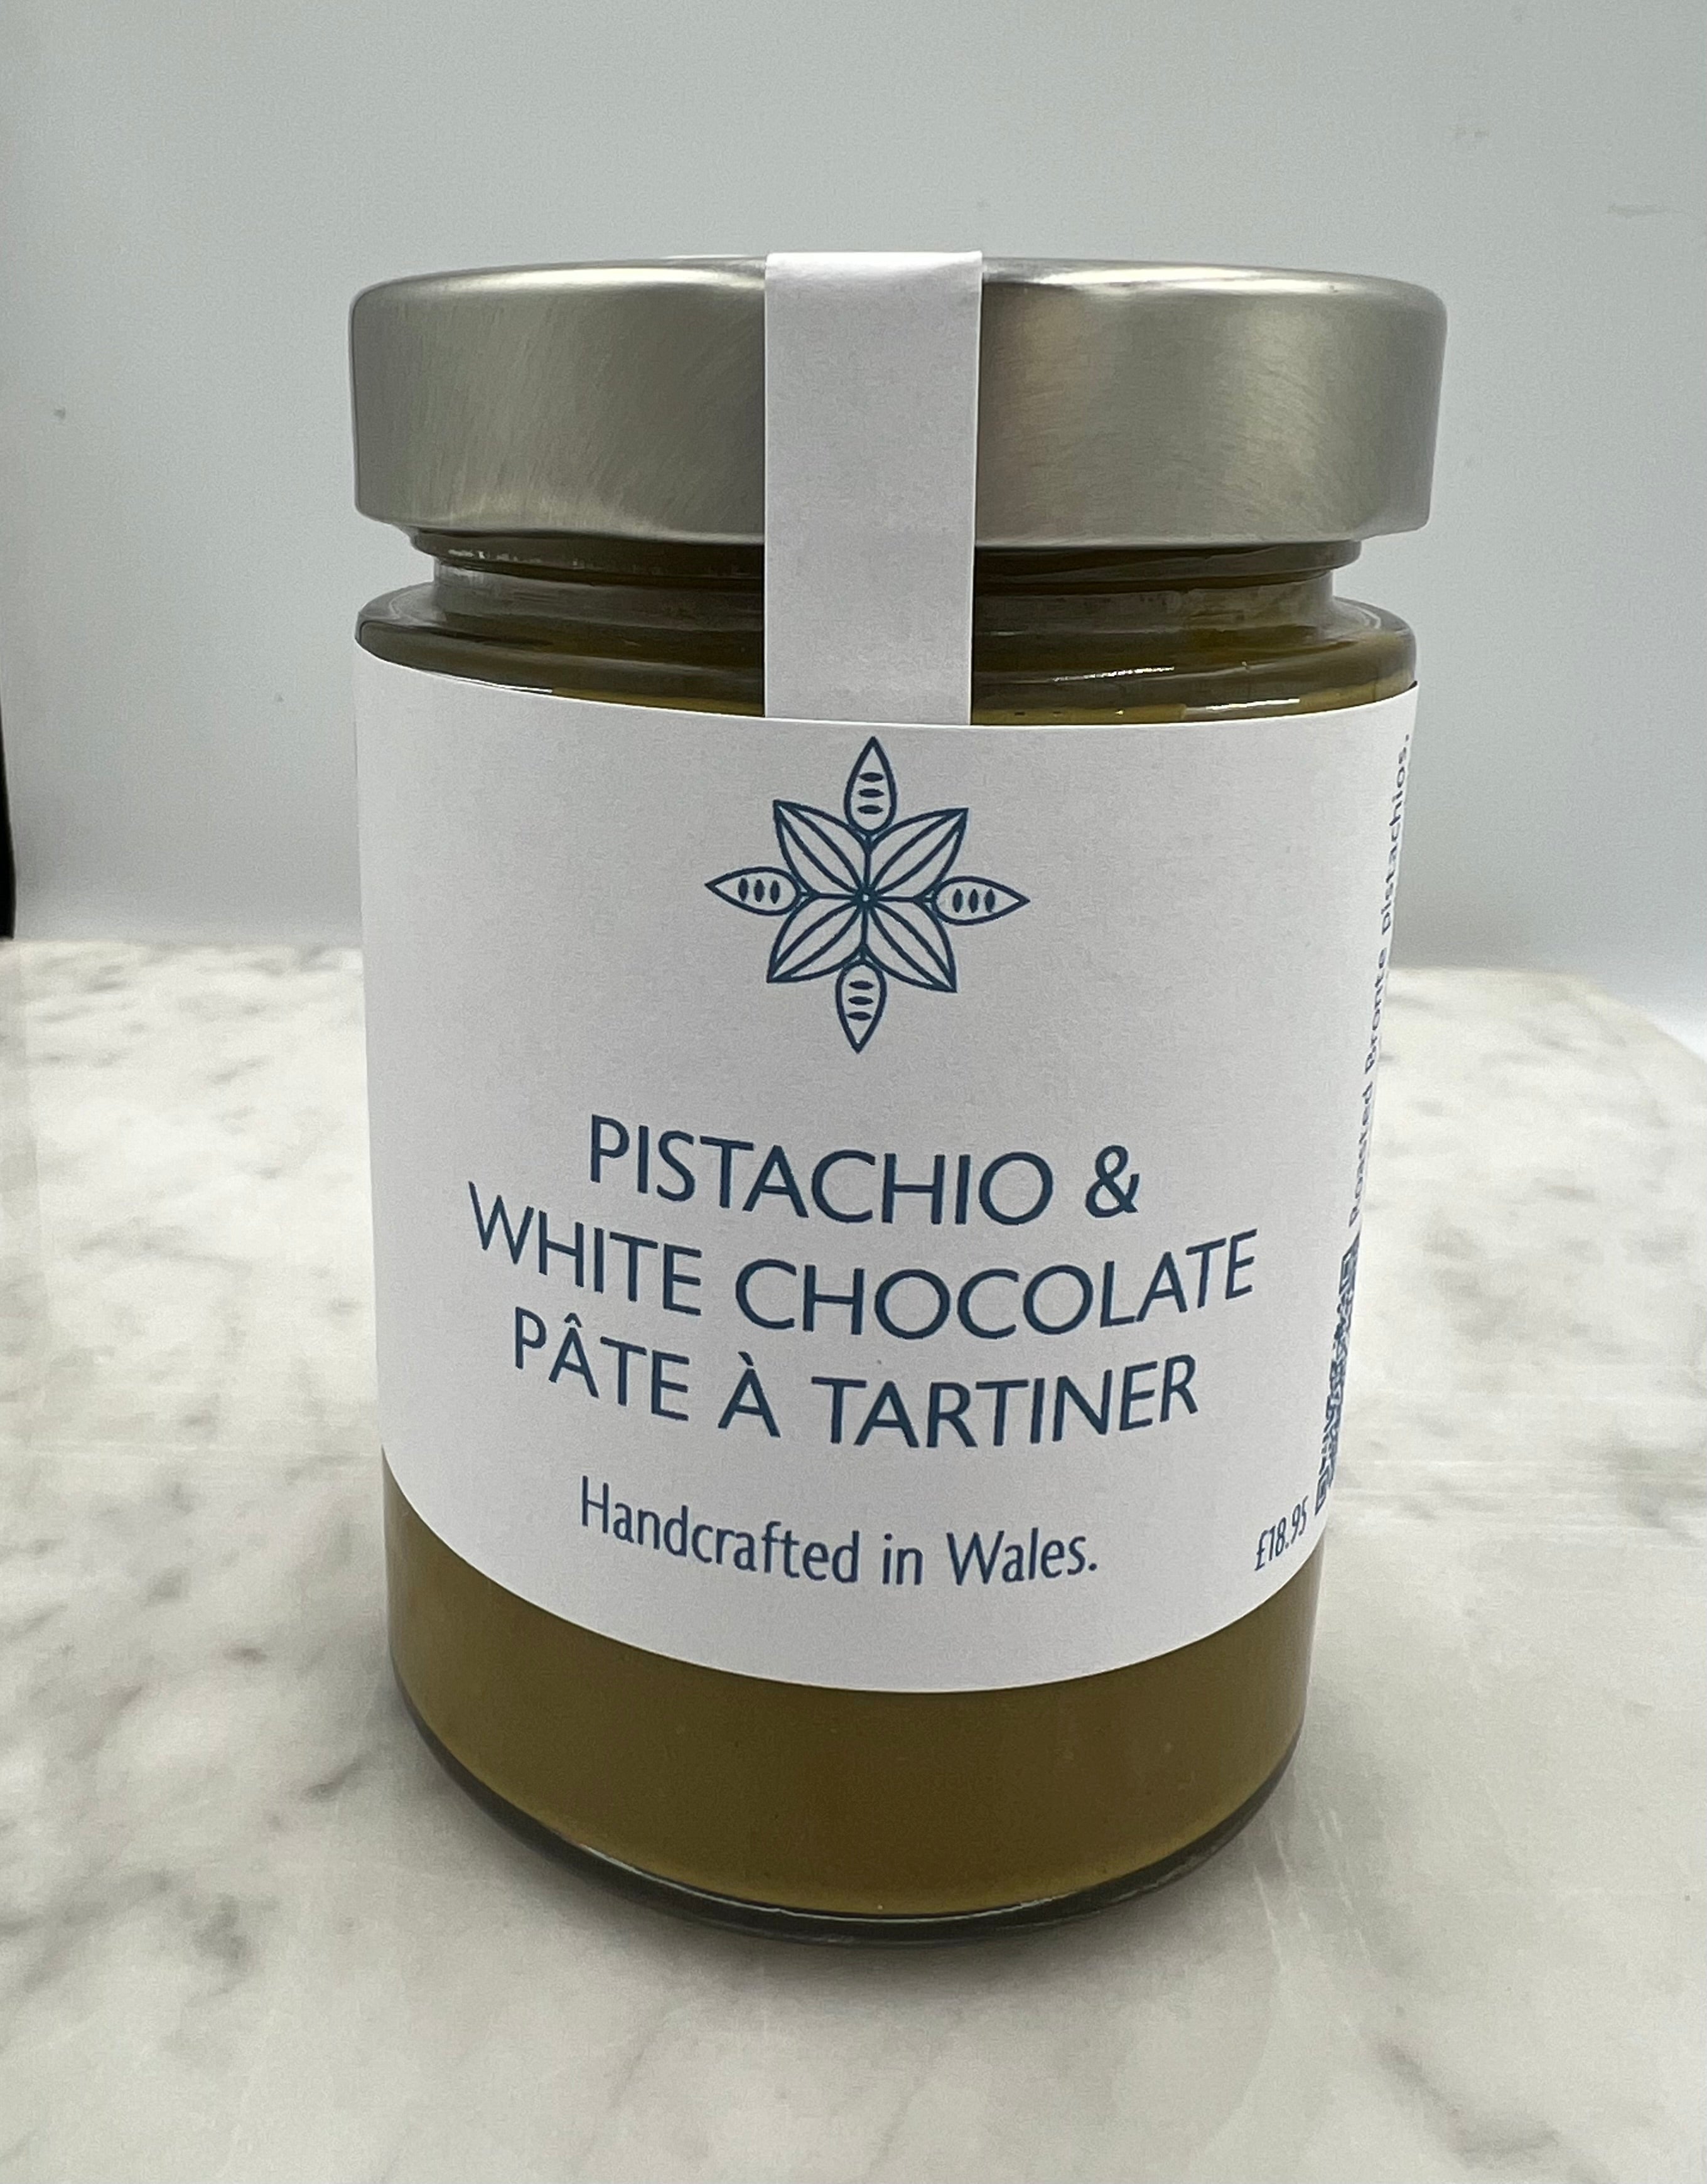 PISTACHIO &
WHITE CHOCOLATE
PÂTE À TARTINER
Handcrafted in Wales.
£18.95
Roasted Bronte pistachios.